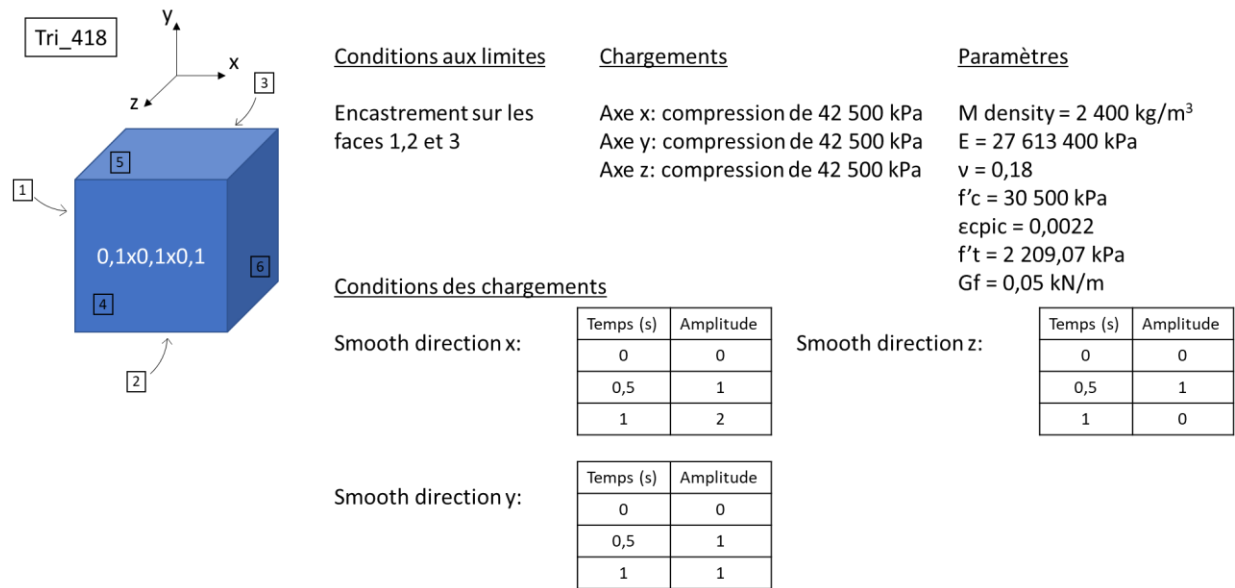 Tri_418
y
x
z
3
5
1
0,1x0,1x0,1
6
4
2
Conditions aux limites
Encastrement sur les
faces 1,2 et 3
Chargements
Axe x: compression de 42 500 kPa
Axe y: compression de 42 500 kPa
Axe z: compression de 42 500 kPa
Paramètres
M density = 2 400 kg/m³
E = 27 613 400 kPa
ν = 0,18
f'c = 30 500 kPa
εcpic = 0,0022
f't = 2 209,07 kPa
Gf = 0,05 kN/m
Conditions des chargements
Smooth direction x:
Temps (s) Amplitude
0 0
0,5 1
1 2
Smooth direction z:
Temps (s) Amplitude
0 0
0,5 1
1 0
Smooth direction y:
Temps (s) Amplitude
0 0
0,5 1
1 1